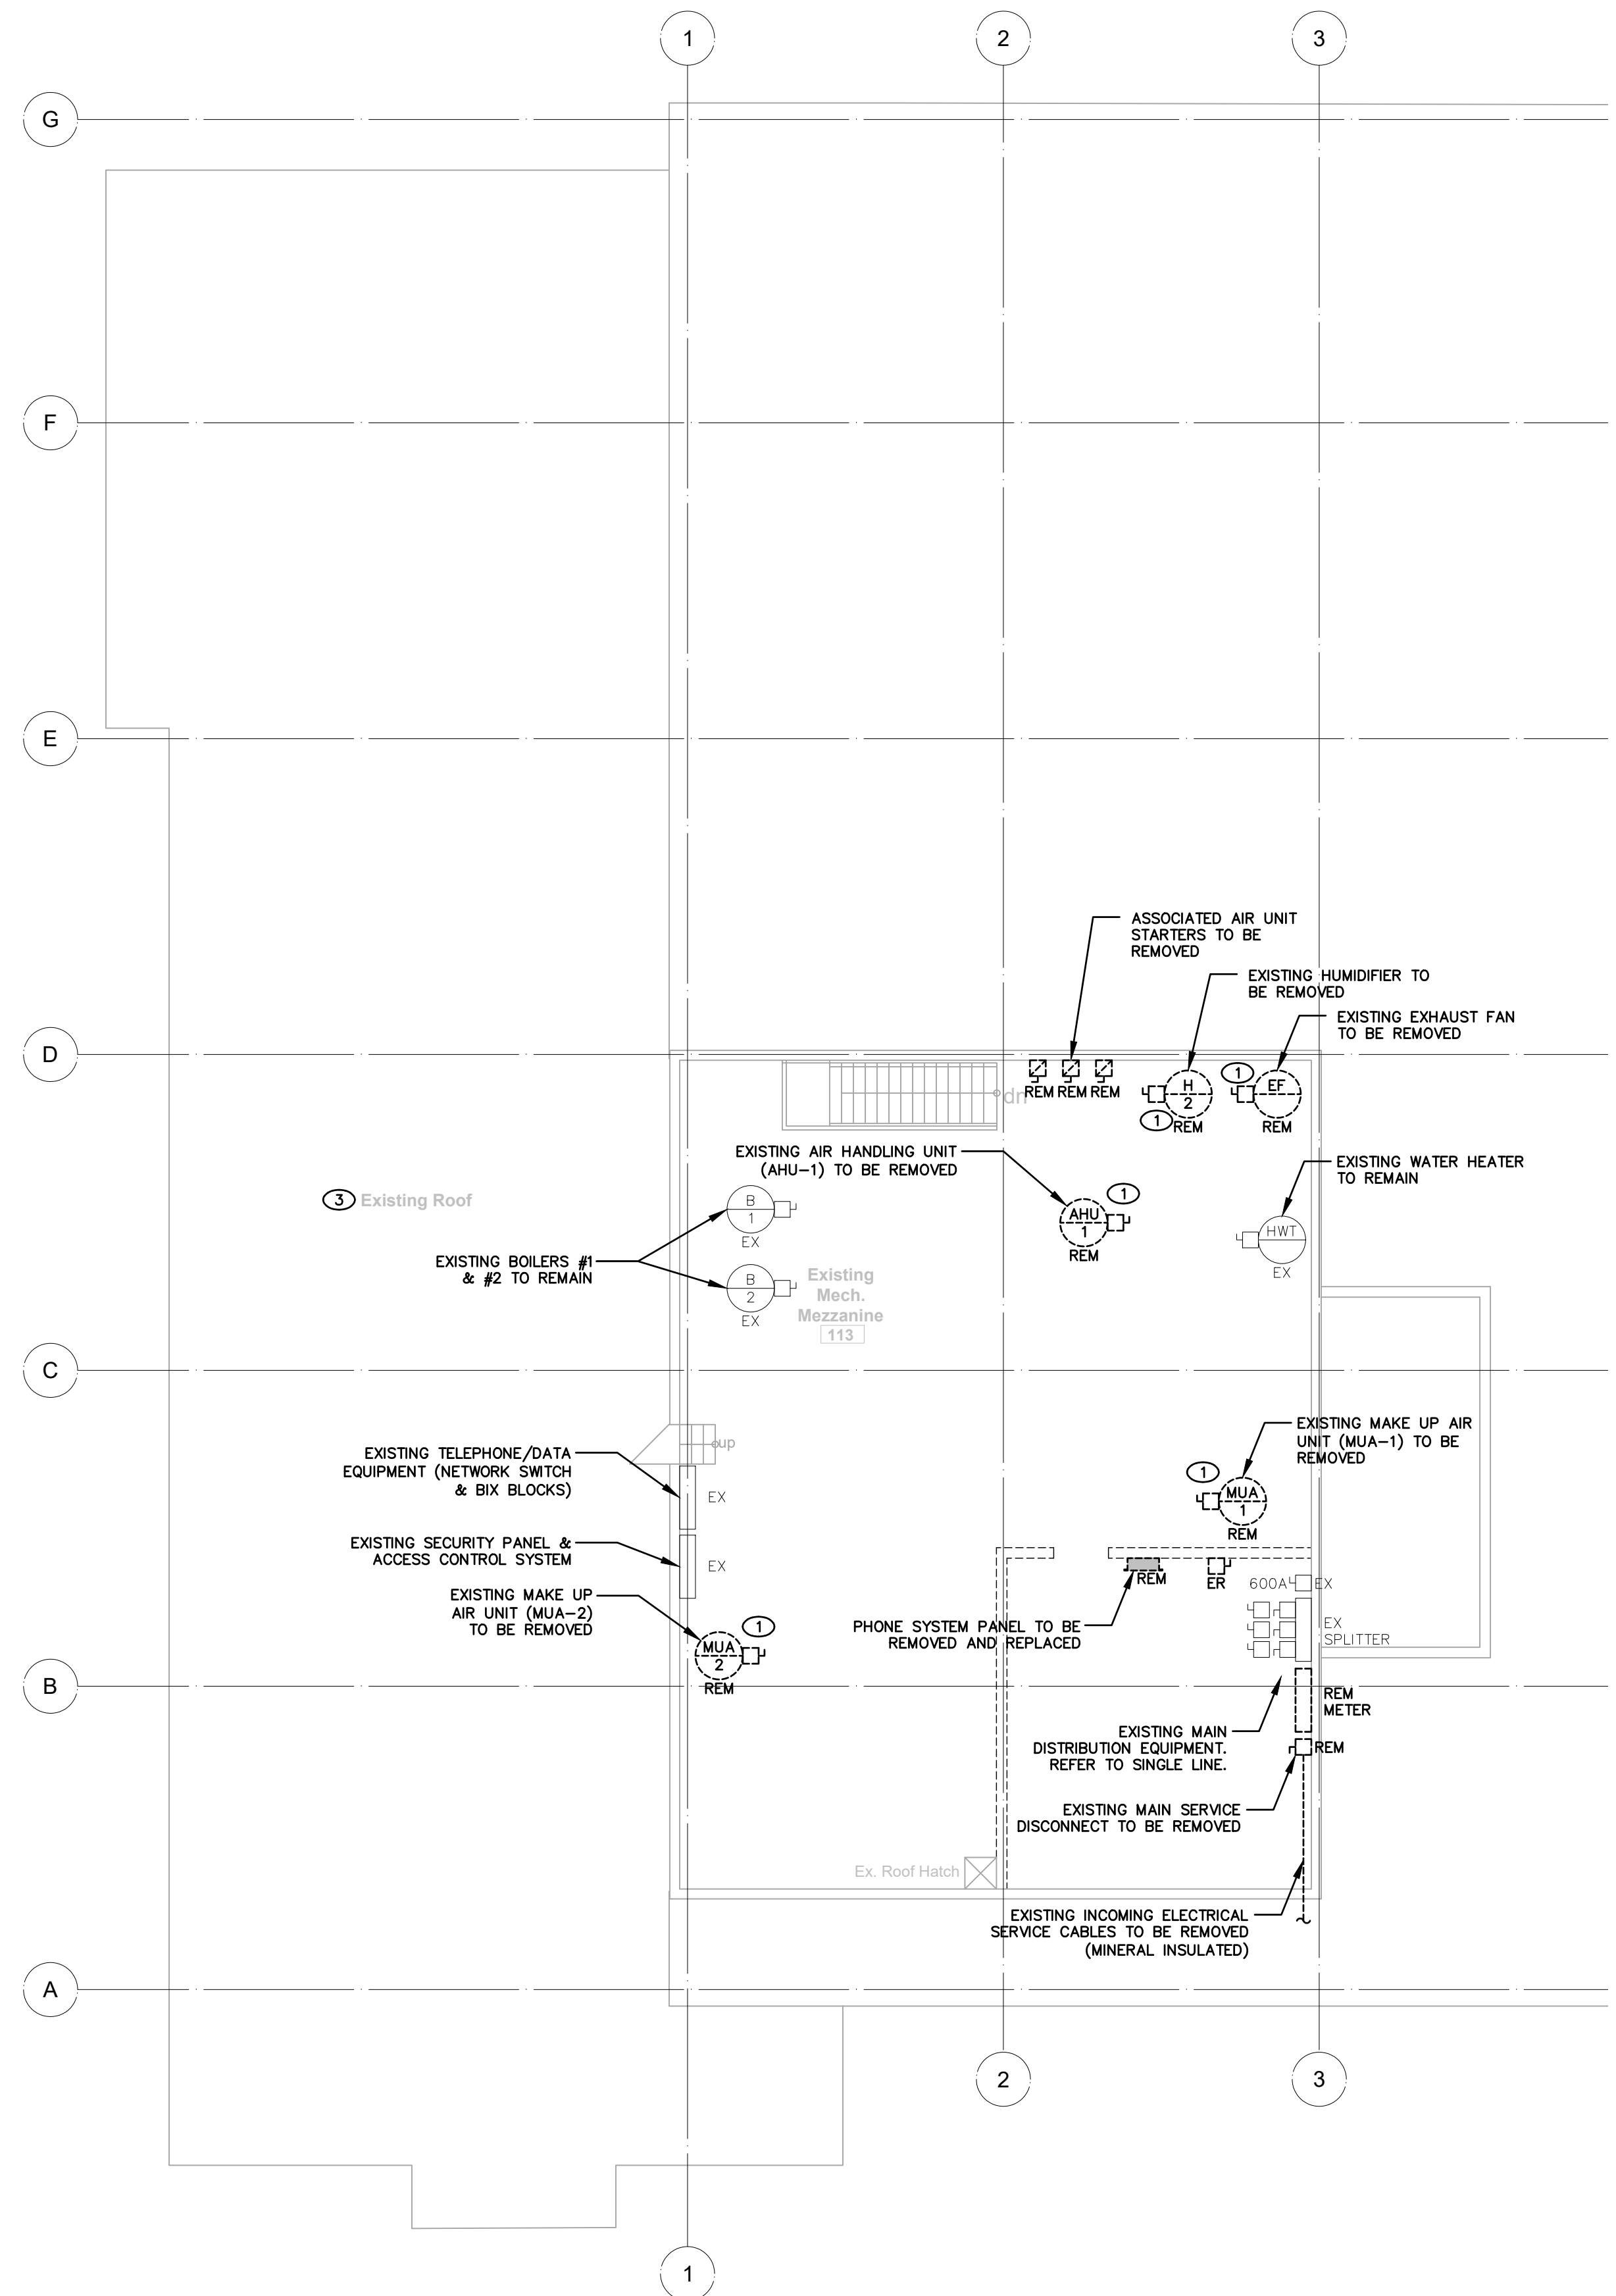 1
2
3
G
F
E
ASSOCIATED AIR UNIT
STARTERS TO BE
REMOVED
EXISTING HUMIDIFIER TO
BE REMOVED
EXISTING EXHAUST FAN
TO BE REMOVED
D
dn
REM
REM
REM
H
2
1
REM
1
EF
REM
EXISTING AIR HANDLING UNIT
(AHU-1) TO BE REMOVED
EXISTING WATER HEATER
TO REMAIN
3 Existing Roof
B
1
EX
1
AHU
1
REM
HWT
EX
EXISTING BOILERS #1
& #2 TO REMAIN
B
2
EX
Existing
Mech.
Mezzanine
113
C
up
EXISTING MAKE UP AIR
UNIT (MUA-1) TO BE
REMOVED
EXISTING TELEPHONE/DATA
EQUIPMENT (NETWORK SWITCH
& BIX BLOCKS)
EX
1
MUA
1
REM
EXISTING SECURITY PANEL &
ACCESS CONTROL SYSTEM
EX
REM
ER
600A
EX
EXISTING MAKE UP
AIR UNIT (MUA-2)
TO BE REMOVED
1
MUA
2
REM
PHONE SYSTEM PANEL TO BE
REMOVED AND REPLACED
EX
SPLITTER
B
REM
METER
EXISTING MAIN
DISTRIBUTION EQUIPMENT.
REFER TO SINGLE LINE.
REM
EXISTING MAIN SERVICE
DISCONNECT TO BE REMOVED
Ex. Roof Hatch
EXISTING INCOMING ELECTRICAL
SERVICE CABLES TO BE REMOVED
(MINERAL INSULATED)
A
2
3
1